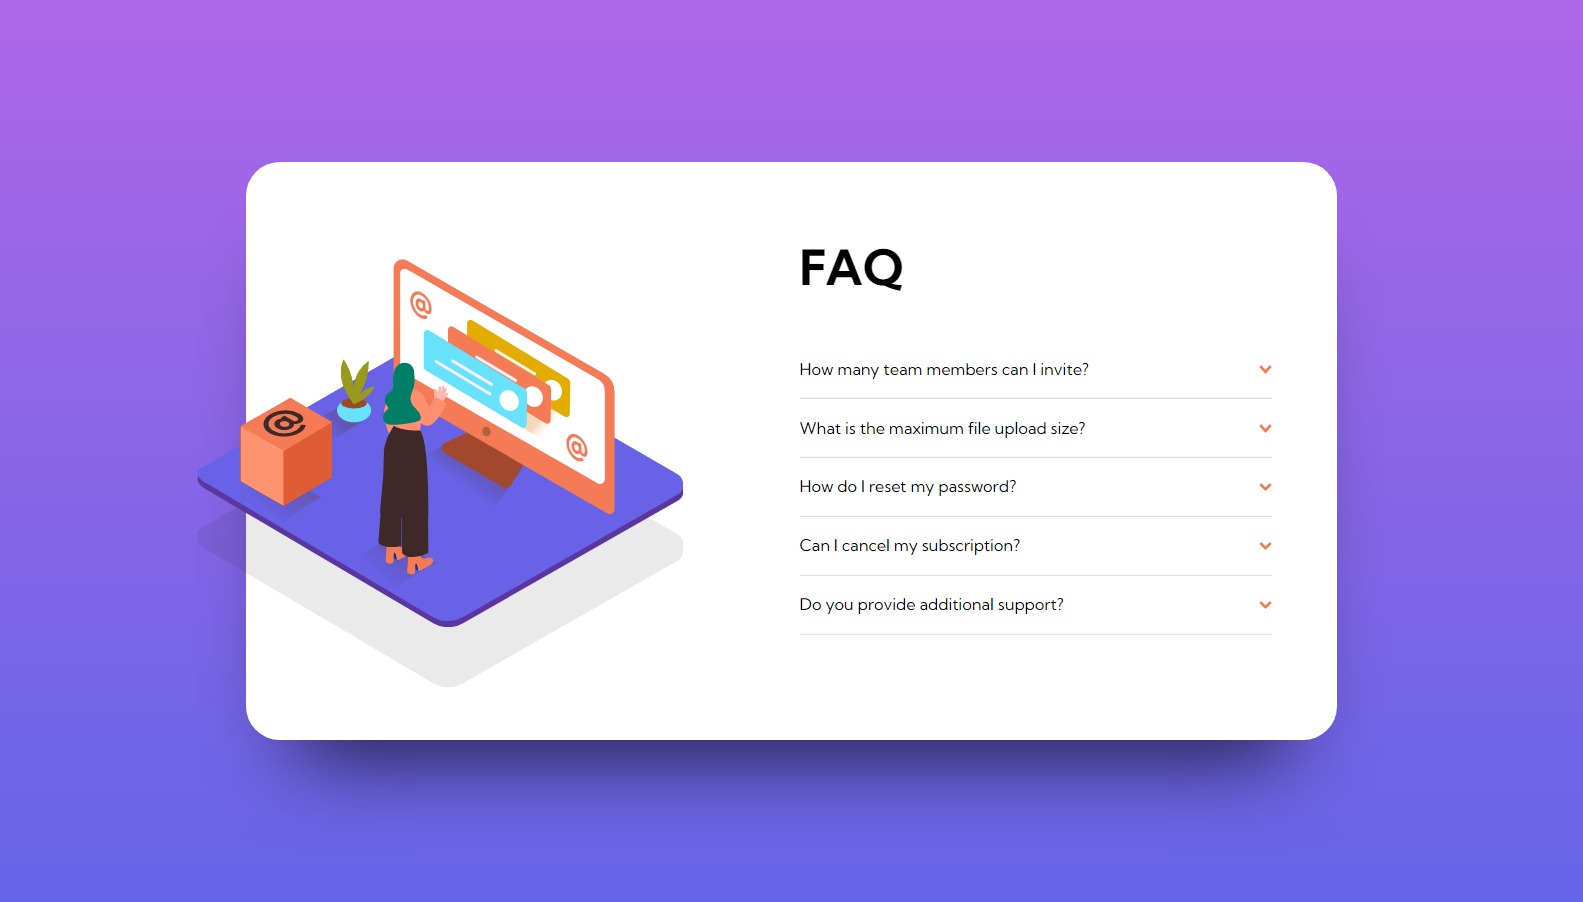 FAQ
How many team members can I invite?
What is the maximum file upload size?
How do I reset my password?
Can I cancel my subscription?
Do you provide additional support?
@
@
@